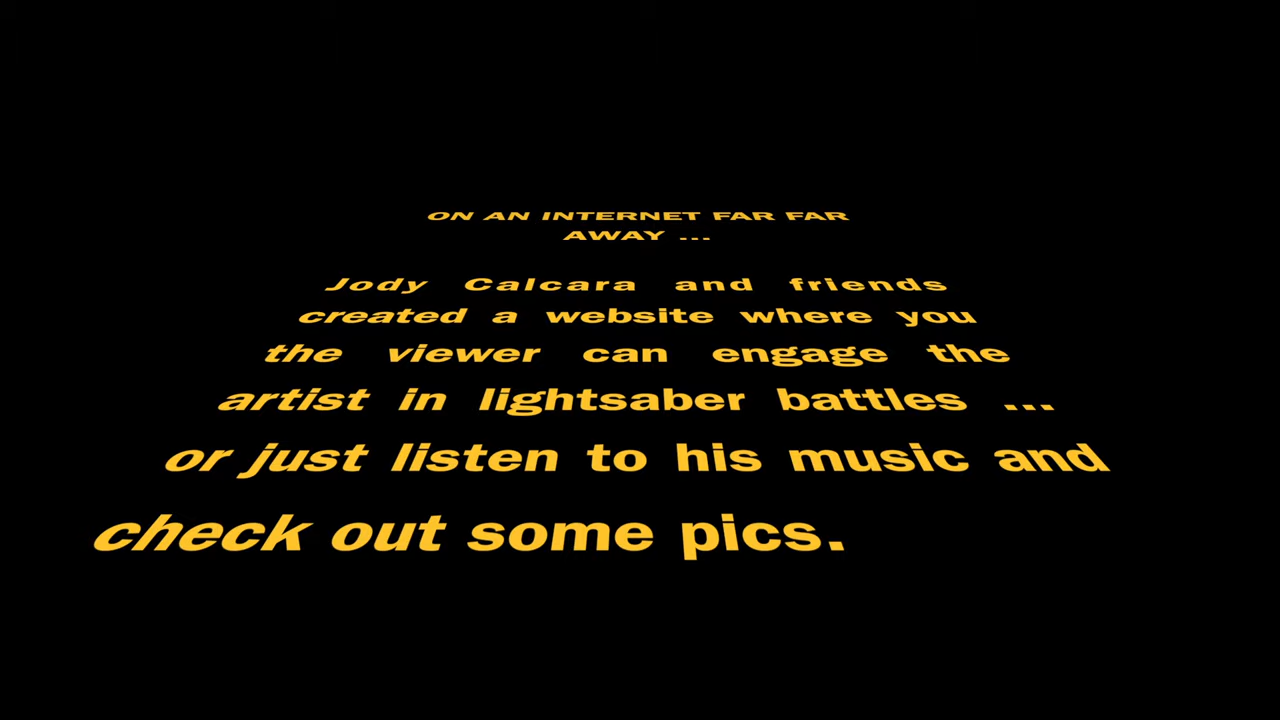 ON AN INTERNET FAR FAR
AWAY ...
Jody Calcara and friends
created a website where you
the viewer can engage the
artist in lightsaber battles ...
or just listen to his music and
check out some pics.